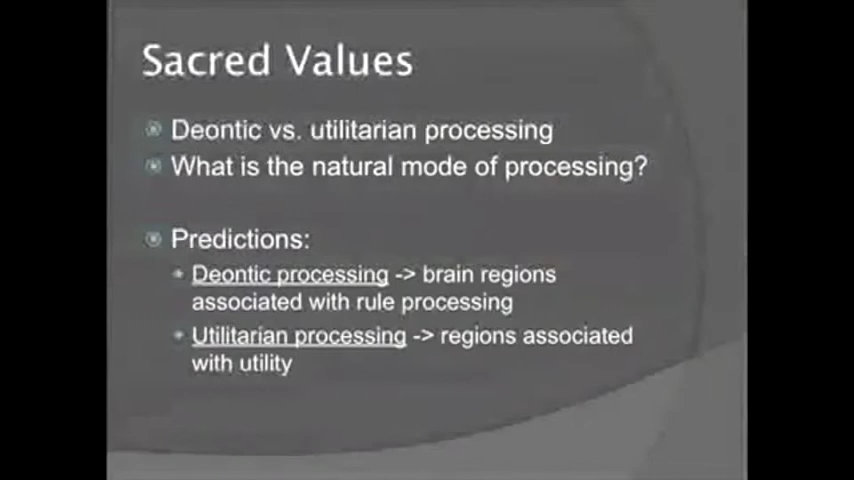 Sacred Values
Deontic vs. utilitarian processing
What is the natural mode of processing?
Predictions:
Deontic processing -> brain regions
associated with rule processing
Utilitarian processing -> regions associated
with utility